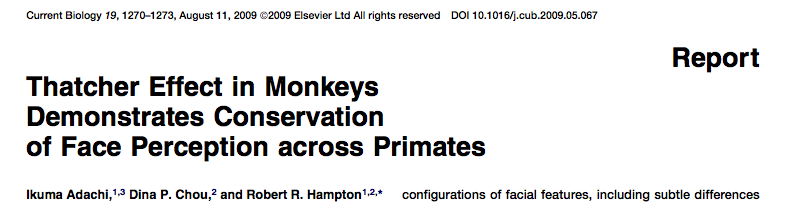 Current Biology 19, 1270–1273, August 11, 2009 ©2009 Elsevier Ltd All rights reserved DOI 10.1016/j.cub.2009.05.067
Report
Thatcher Effect in Monkeys
Demonstrates Conservation
of Face Perception across Primates
Ikuma Adachi,1,3 Dina P. Chou,2 and Robert R. Hampton1,2,*
configurations of facial features, including subtle differences